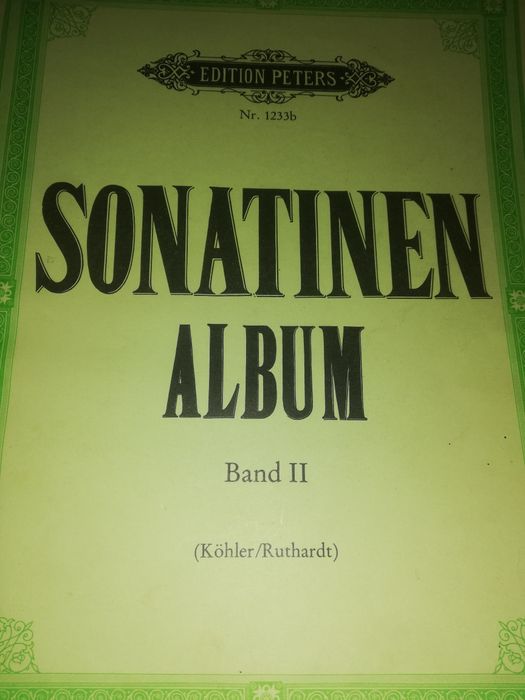 EDITION PETERS
Nr. 1233b
SONATINEN
ALBUM
Band II
(Köhler/Ruthardt)